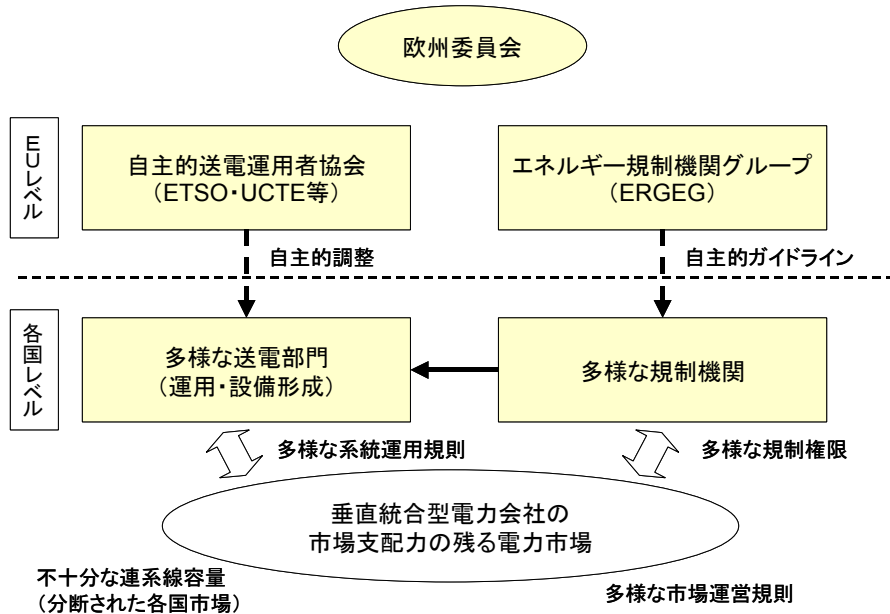 欧州委員会
EUレベル
自主的送電運用者協会
（ETSO・UCTE等）
エネルギー規制機関グループ
（ERGEG）
自主的調整
自主的ガイドライン
各国レベル
多様な送電部門
（運用・設備形成）
多様な規制機関
多様な系統運用規則
多様な規制権限
垂直統合型電力会社の
市場支配力の残る電力市場
不十分な連系線容量
（分断された各国市場）
多様な市場運営規則